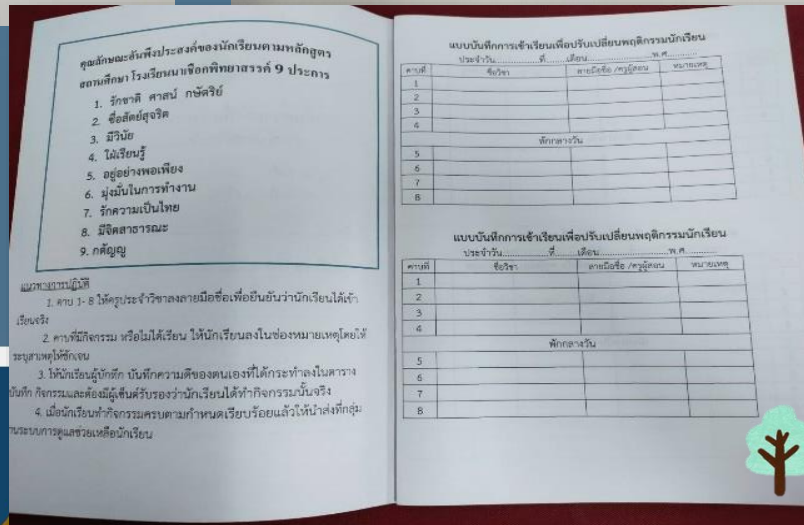 คุณลักษณะอันพึงประสงค์ของนักเรียนตามหลักสูตร
สถานศึกษา โรงเรียนนาเชือกพิทยาสรรค์ 9 ประการ
1. รักชาติ ศาสน์ กษัตริย์
2. ซื่อสัตย์สุจริต
3. มีวินัย
4. ใฝ่เรียนรู้
5. อยู่อย่างพอเพียง
6. มุ่งมั่นในการทำงาน
7. รักความเป็นไทย
8. มีจิตสาธารณะ
9. กตัญญู
แนวทางการปฏิบัติ
1. คาบ 1- 8 ให้ครูประจำวิชาลงลายมือชื่อเพื่อยืนยันว่านักเรียนได้เข้า
เรียนจริง
2. คาบที่มีกิจกรรม หรือไม่ได้เรียน ให้นักเรียนลงในช่องหมายเหตุโดยให้
ระบุสาเหตุให้ชัดเจน
3. ให้นักเรียนผู้บันทึก บันทึกความดีของตนเองที่ได้กระทำลงในตาราง
บันทึก กิจกรรมและต้องมีผู้เซ็นต์รับรองว่านักเรียนได้ทำกิจกรรมนั้นจริง
4. เมื่อนักเรียนทำกิจกรรมครบตามกำหนดเรียบร้อยแล้วให้นำส่งที่กลุ่ม
านระบบการดูแลช่วยเหลือนักเรียน
แบบบันทึกการเข้าเรียนเพื่อปรับเปลี่ยนพฤติกรรมนักเรียน
ประจำวัน.............ที่.......เดือน...............พ.ศ...........
คาบที่ ชื่อวิชา ลายมือชื่อ /ครูผู้สอน หมายเหตุ
1
2
3
4
พักกลางวัน
5
6
7
8
แบบบันทึกการเข้าเรียนเพื่อปรับเปลี่ยนพฤติกรรมนักเรียน
ประจำวัน.............ที่.......เดือน...............พ.ศ...........
คาบที่ ชื่อวิชา ลายมือชื่อ /ครูผู้สอน หมายเหตุ
1
2
3
4
พักกลางวัน
5
6
7
8